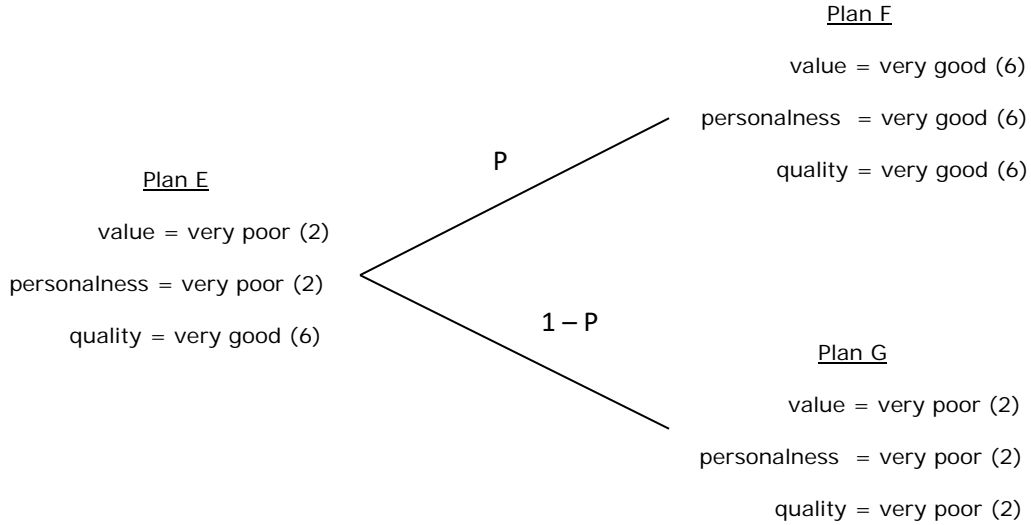 Plan F
value = very good (6)
personalness = very good (6)
quality = very good (6)
P
Plan E
value = very poor (2)
personalness = very poor (2)
quality = very good (6)
1 – P
Plan G
value = very poor (2)
personalness = very poor (2)
quality = very poor (2)